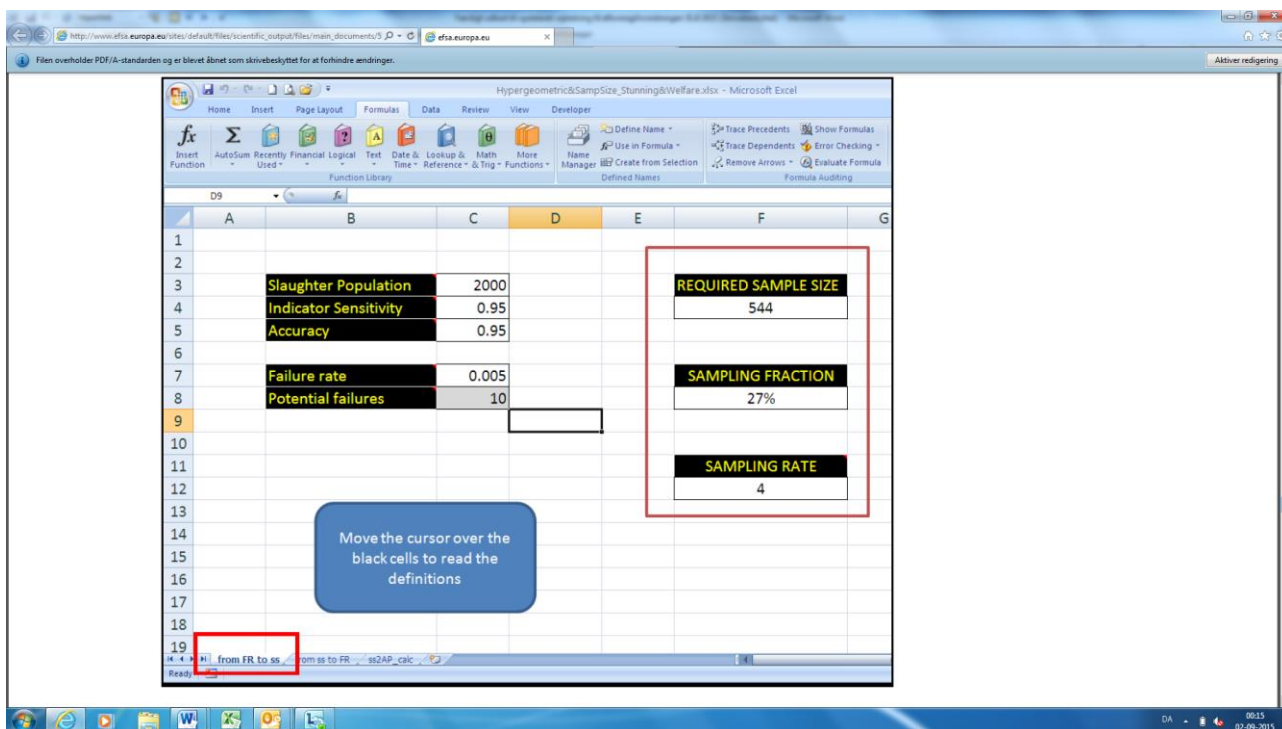 http://www.efsa.europa.eu/sites/default/files/scientific_output/files/main_documents/5
efsa.europa.eu
Filen overholder PDF/A-standarden og er blevet åbnet som skrivebeskyttet for at forhindre ændringer.
Aktiver redigering
Hypergeometric&SampSize_Stunning&Welfare.xlsx - Microsoft Excel
Home Insert Page Layout Formulas Data Review View Developer
fx Σ Define Name Trace Precedents Show Formulas
Insert Function AutoSum Recently Used Financial Logical Text Date & Time Lookup & Reference Math & Trig More Functions Name Manager Use in Formula Trace Dependents Error Checking
Create from Selection Remove Arrows Evaluate Formula
Function Library Defined Names Formula Auditing
D9 fx
A B C D E F G
1
2
3 Slaughter Population 2000 REQUIRED SAMPLE SIZE
4 Indicator Sensitivity 0.95 544
5 Accuracy 0.95
6
7 Failure rate 0.005 SAMPLING FRACTION
8 Potential failures 10 27%
9
10
11 SAMPLING RATE
12 4
13
14 Move the cursor over the
15 black cells to read the
16 definitions
17
18
19
from FR to ss from ss to FR ss2AP_calc
Ready
DA 00:15
02-09-2015